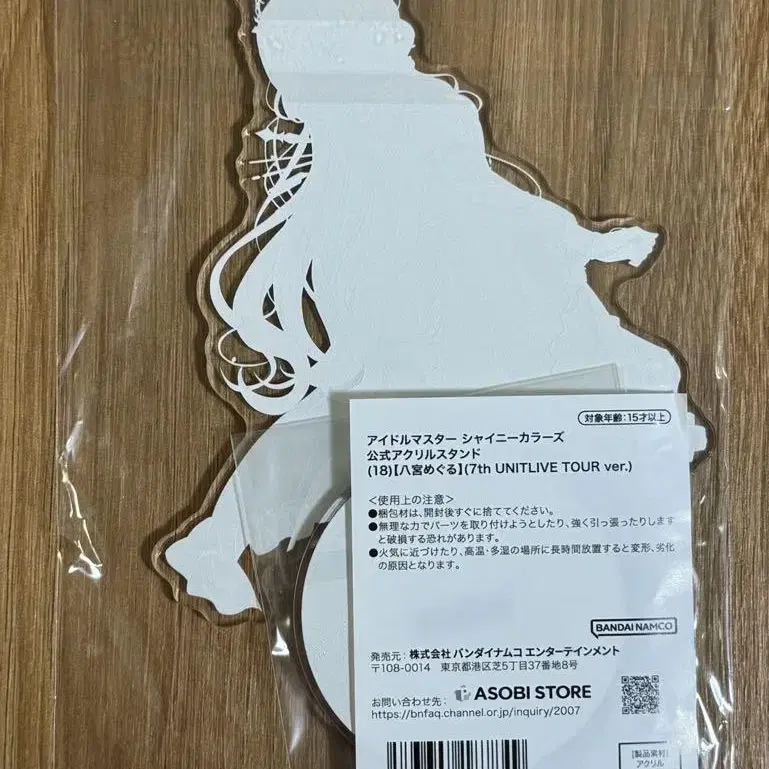 対象年齢:15才以上
アイドルマスター シャイニーカラーズ
公式アクリルスタンド
(18)【八宮めぐる】(7th UNITLIVE TOUR ver.)
＜使用上の注意＞
●梱包材は、開封後すぐに捨ててください。
●無理な力でパーツを取り付けようとしたり、強く引っ張ったりします
と破損する恐れがあります。
●火気に近づけたり、高温・多湿の場所に長時間放置すると変形、劣化
の原因となります。
BANDAI NAMCO
発売元:株式会社 バンダイナムコ エンターテインメント
〒108-0014 東京都港区芝5丁目37番地8号
お問い合わせ先: ASOBI STORE
https://bnfaq.channel.or.jp/inquiry/2007
[製品素材]
アクリル